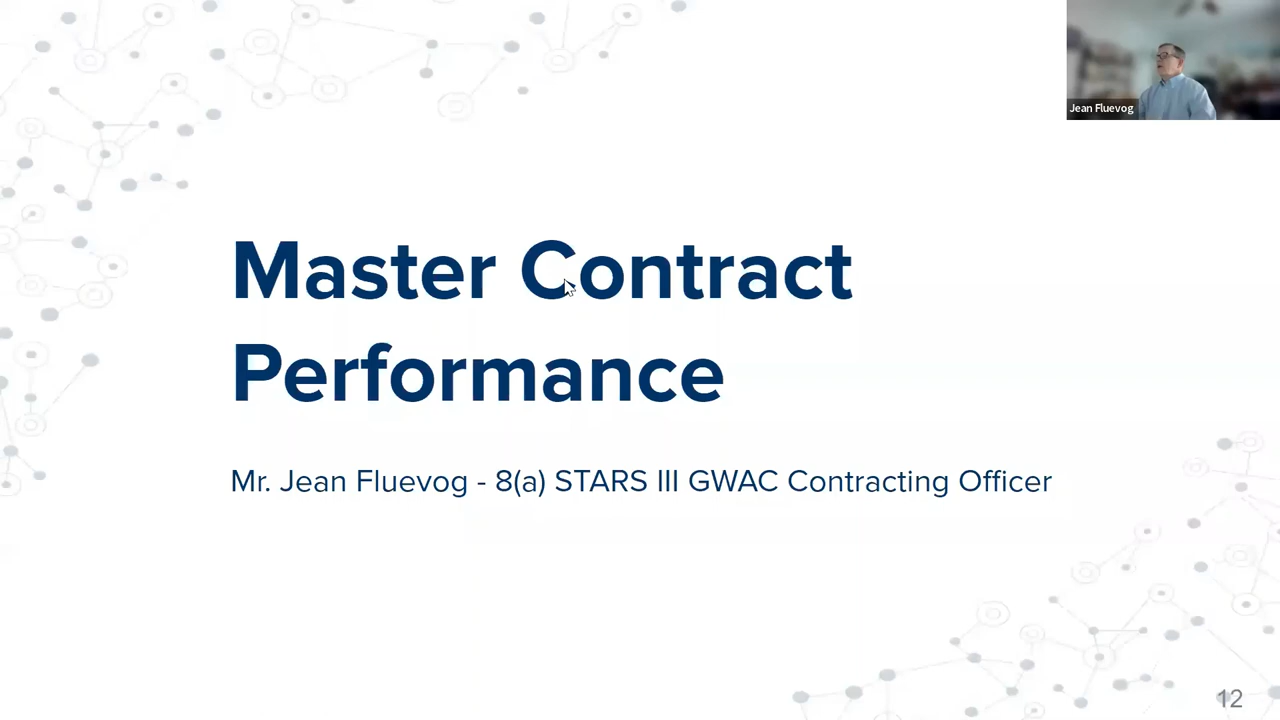 Jean Fluevog
Master Contract
Performance
Mr. Jean Fluevog - 8(a) STARS III GWAC Contracting Officer
12